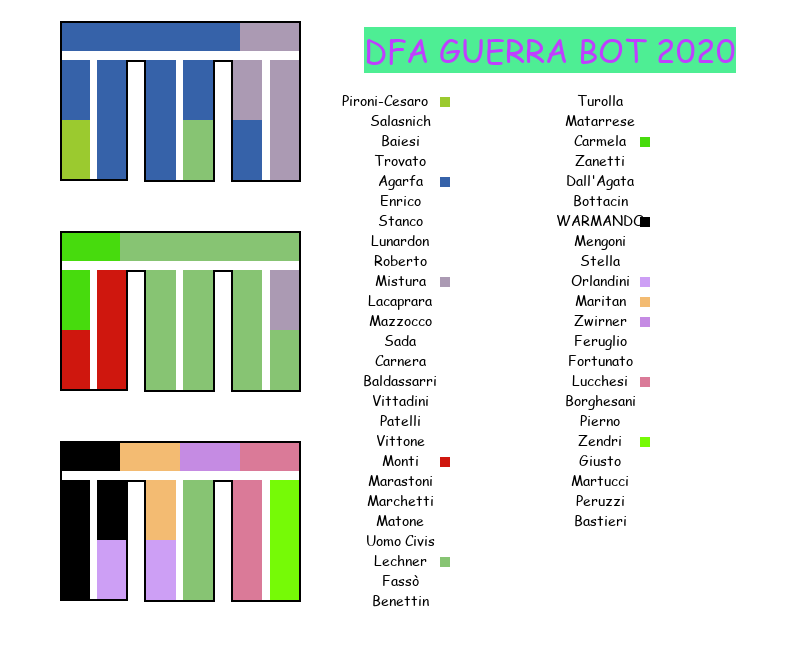 DFA GUERRA BOT 2020
Pironi-Cesaro
Salasnich
Baiesi
Trovato
Agarfa
Enrico
Stanco
Lunardon
Roberto
Mistura
Lacaprara
Mazzocco
Sada
Carnera
Baldassarri
Vittadini
Patelli
Vittone
Monti
Marastoni
Marchetti
Matone
Uomo Civis
Lechner
Fassò
Benettin
Turolla
Matarrese
Carmela
Zanetti
Dall'Agata
Bottacin
WARMANDO
Mengoni
Stella
Orlandini
Maritan
Zwirner
Feruglio
Fortunato
Lucchesi
Borghesani
Pierno
Zendri
Giusto
Martucci
Peruzzi
Bastieri